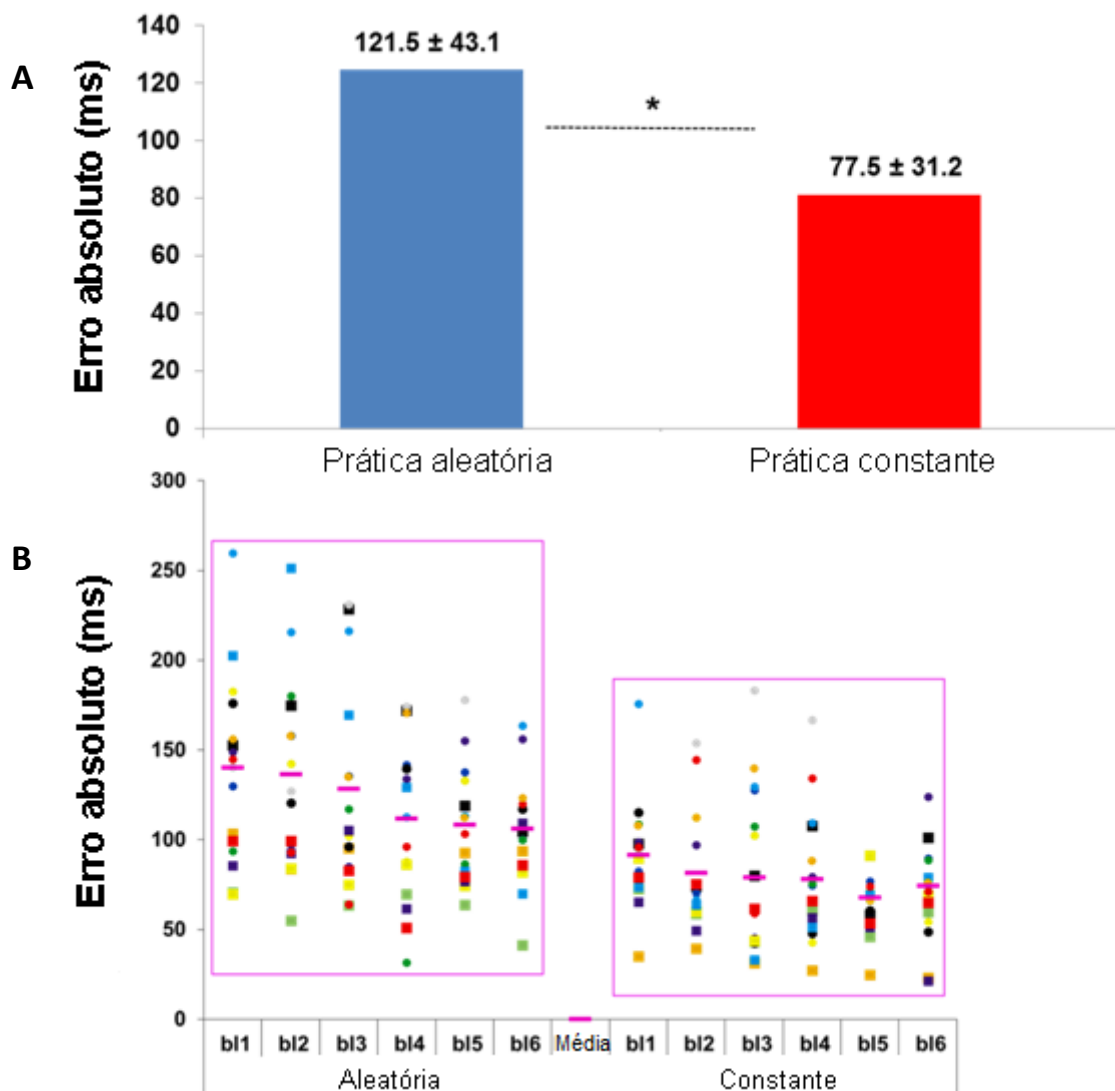 A
Erro absoluto (ms)
140
120
100
80
60
40
20
0
121.5 ± 43.1
*
77.5 ± 31.2
Prática aleatória
Prática constante
B
Erro absoluto (ms)
300
250
200
150
100
50
0
bl1 bl2 bl3 bl4 bl5 bl6 Média bl1 bl2 bl3 bl4 bl5 bl6
Aleatória Constante